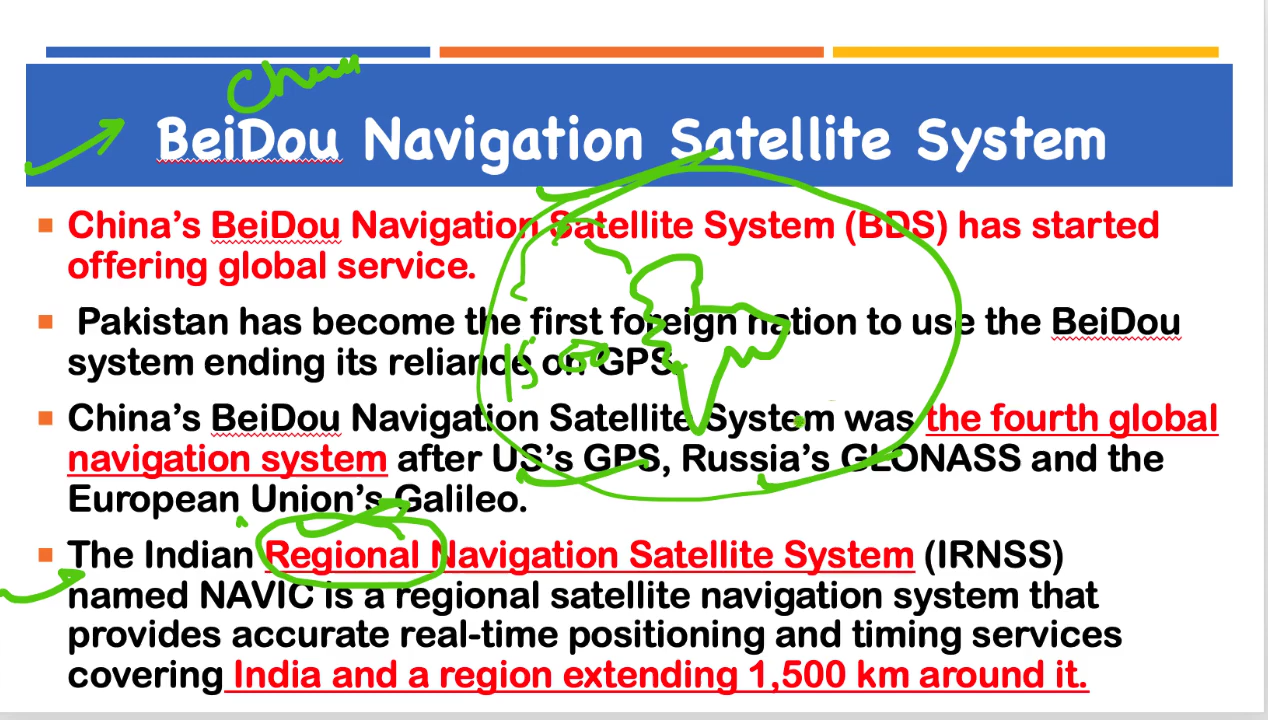 China
BeiDou Navigation Satellite System
China’s BeiDou Navigation Satellite System (BDS) has started
offering global service.
Pakistan has become the first foreign nation to use the BeiDou
system ending its reliance on GPS.
China’s BeiDou Navigation Satellite System was the fourth global
navigation system after US’s GPS, Russia’s GLONASS and the
European Union’s Galileo.
The Indian Regional Navigation Satellite System (IRNSS)
named NAVIC is a regional satellite navigation system that
provides accurate real-time positioning and timing services
covering India and a region extending 1,500 km around it.